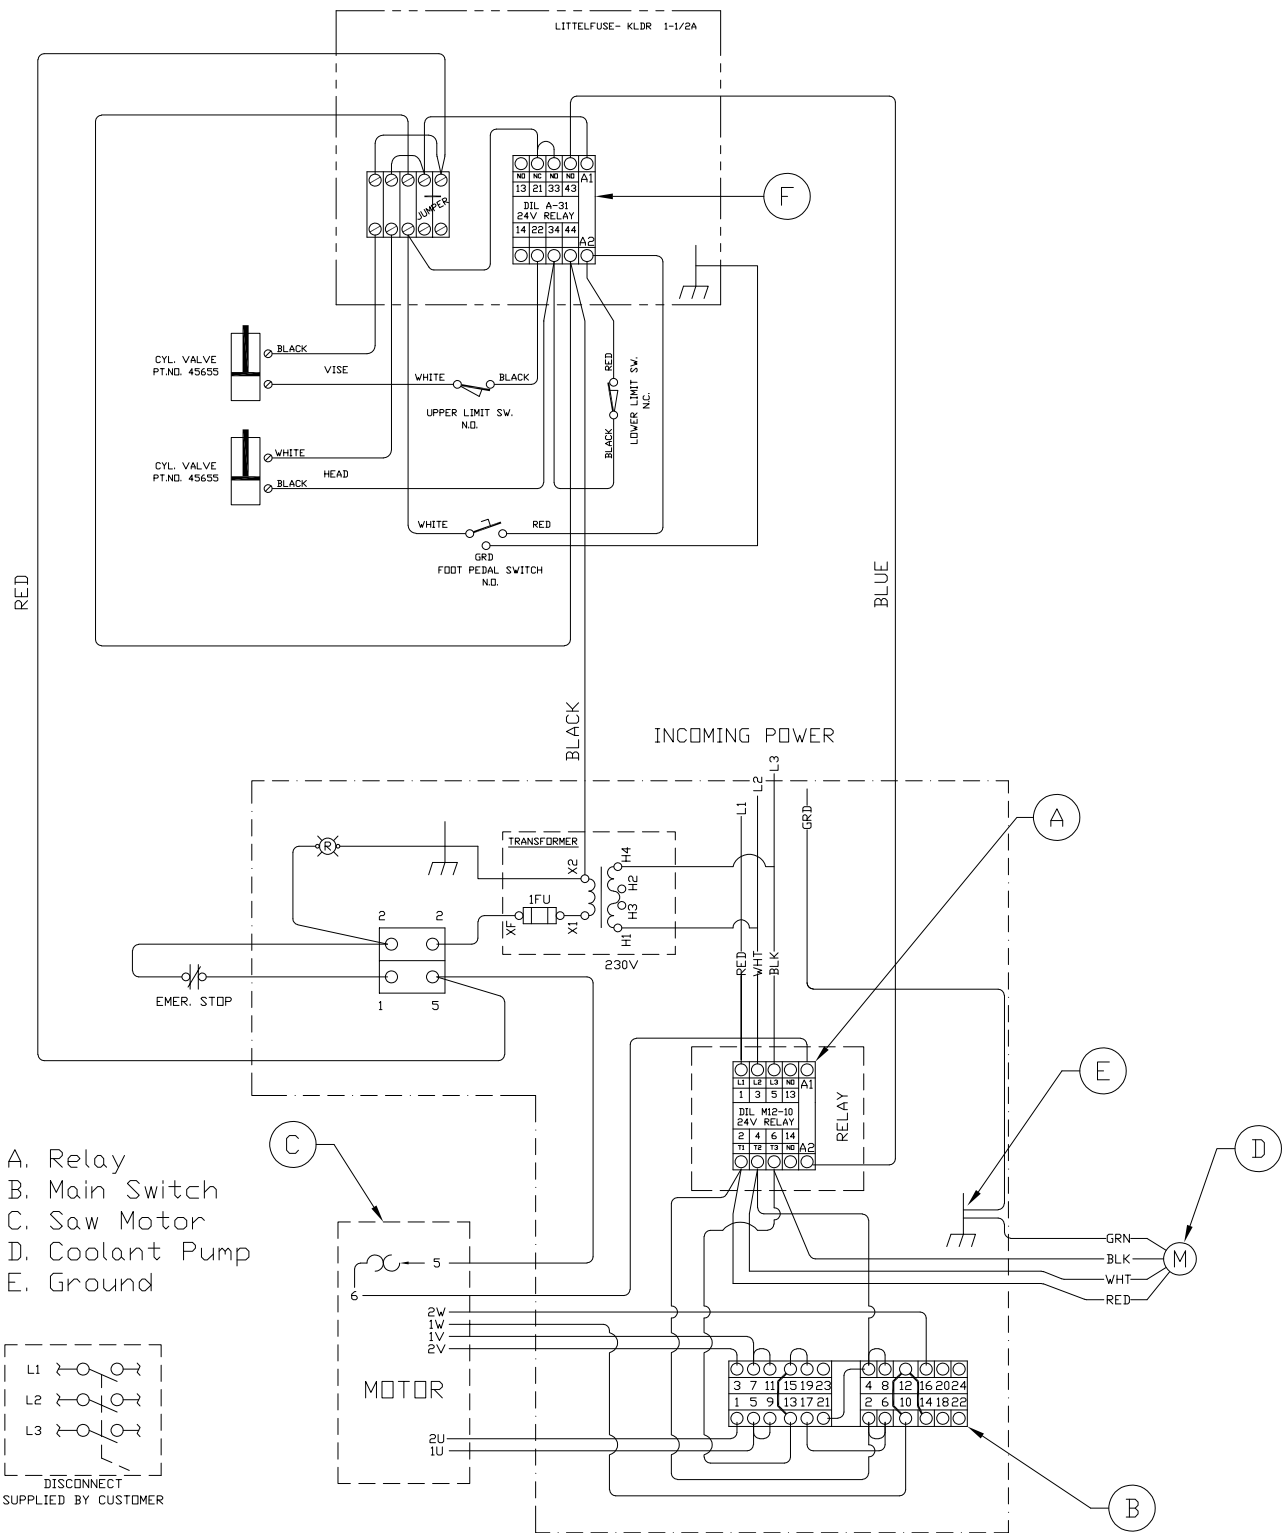 LITTELFUSE- KLDR 1-1/2A
NO NC NO NO A1
13 21 33 43
DIL A-31
24V RELAY
14 22 34 44
A2
JUMPER
F
CYL. VALVE
PT.NO. 45655
BLACK
VISE
WHITE
BLACK
UPPER LIMIT SW.
N.O.
RED
BLACK
LOWER LIMIT SW.
N.C.
CYL. VALVE
PT.NO. 45655
WHITE
HEAD
BLACK
WHITE
RED
GRD
FOOT PEDAL SWITCH
N.O.
RED
BLUE
BLACK
INCOMING POWER
L1
L2
L3
GRD
A
R
TRANSFORMER
X2
H4
H2
H3
H1
1FU
XF
X1
230V
2 2
1 5
EMER. STOP
RED
WHT
BLK
L1 L2 L3 NO A1
1 3 5 13
DIL M12-10
24V RELAY
2 4 6 14
T1 T2 T3 NO A2
RELAY
E
D
C
A. Relay
B. Main Switch
C. Saw Motor
D. Coolant Pump
E. Ground
5
6
2W
1W
1V
2V
MOTOR
2U
1U
GRN
BLK
WHT
RED
M
3 7 11 15 19 23
1 5 9 13 17 21
4 8 12 16 20 24
2 6 10 14 18 22
B
L1
L2
L3
DISCONNECT
SUPPLIED BY CUSTOMER